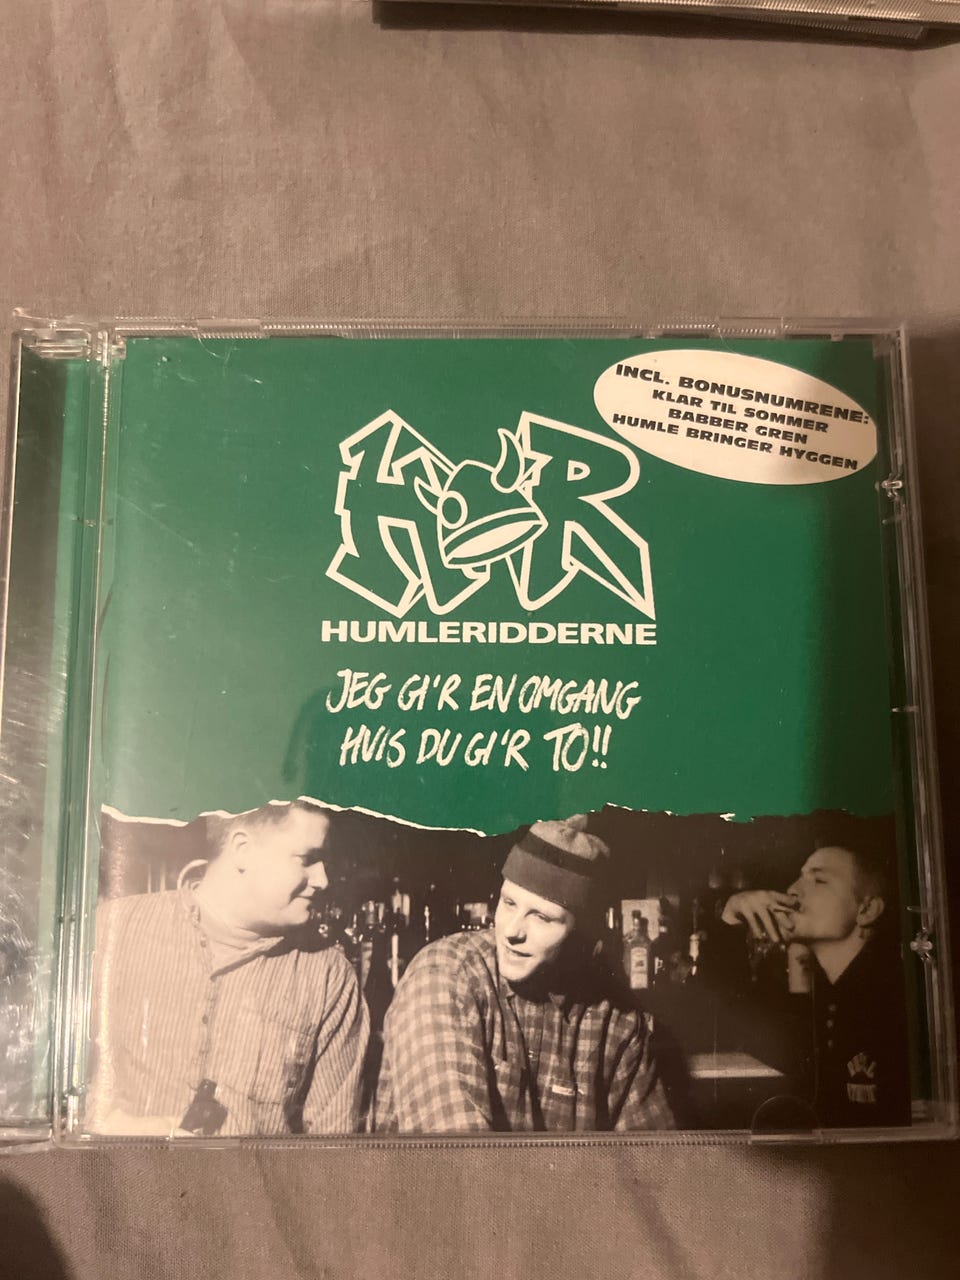 INCL. BONUSNUMRENE:
KLAR TIL SOMMER
BABBER GREN
HUMLE BRINGER HYGGEN
HR
HUMLERIDDERNE
JEG GI'R EN OMGANG
HVIS DU GI'R TO!!